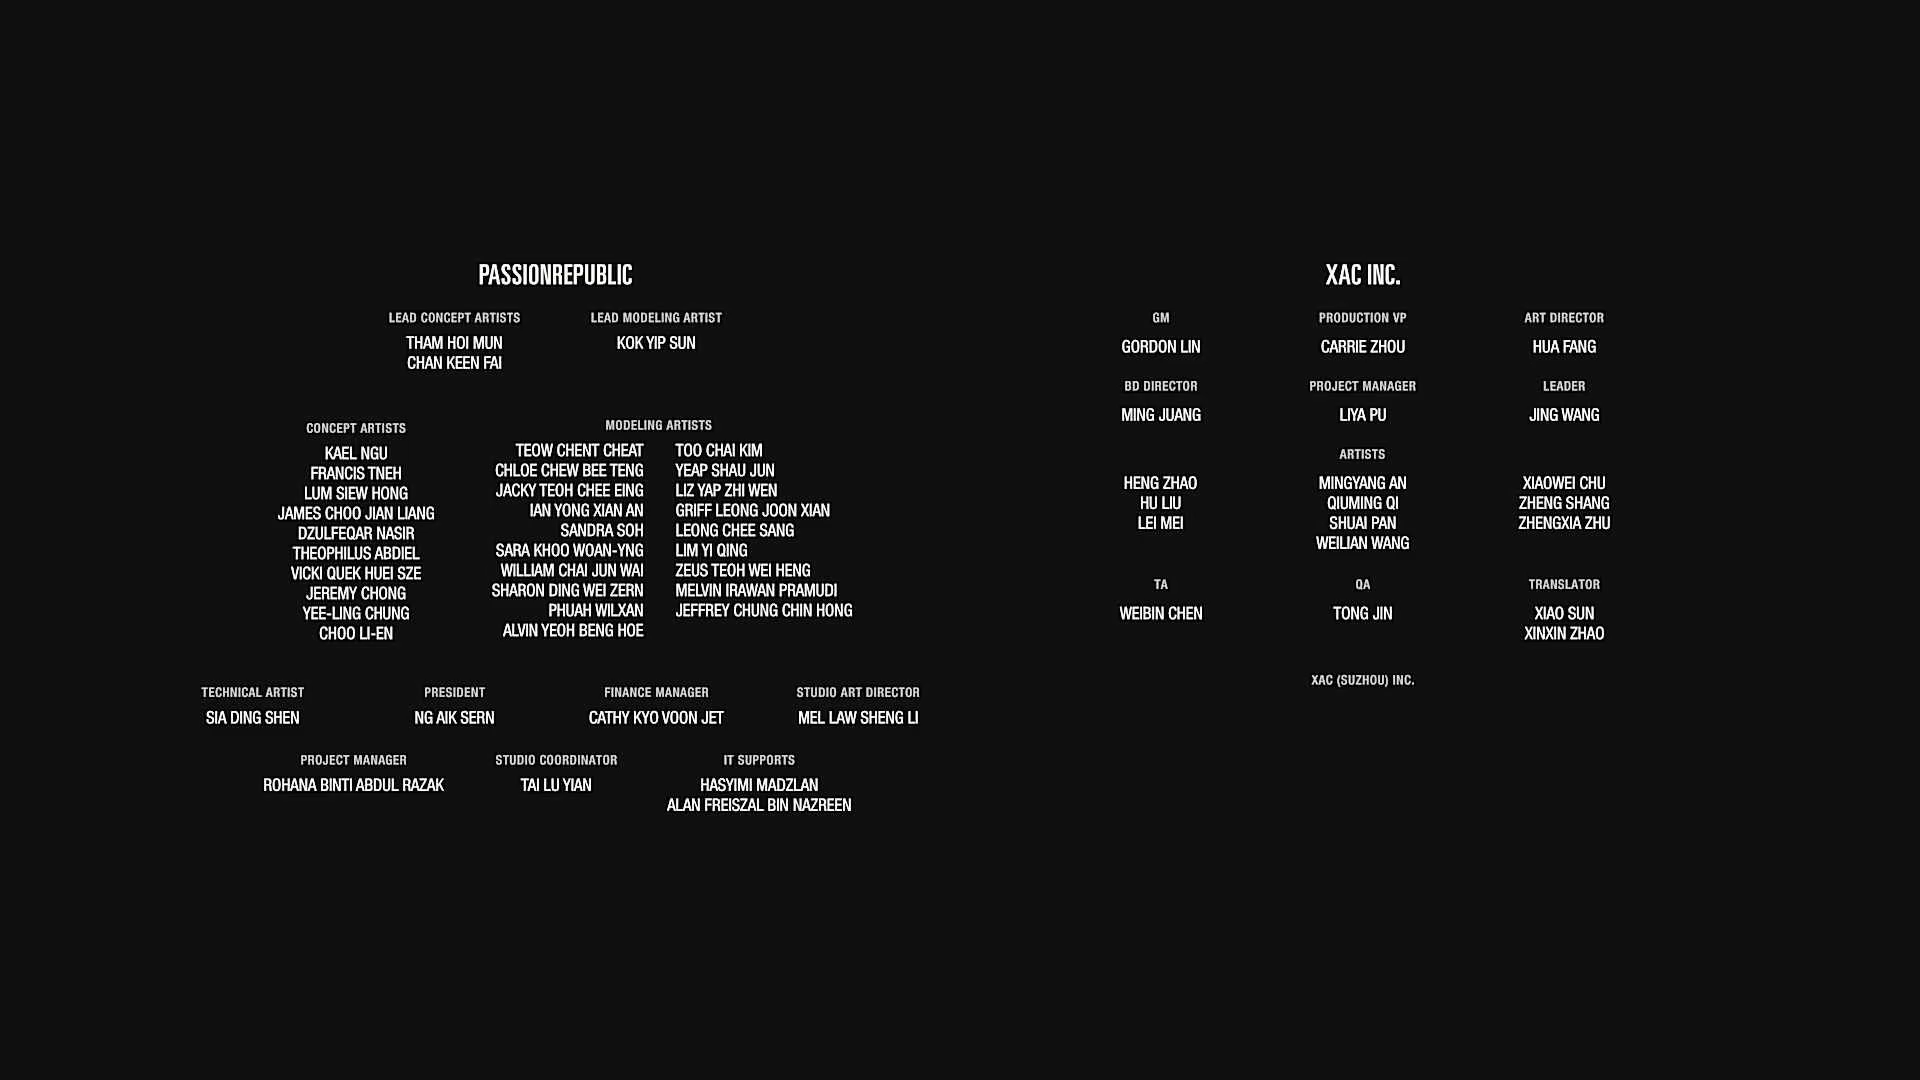 PASSIONREPUBLIC
LEAD CONCEPT ARTISTS
THAM HOI MUN
CHAN KEEN FAI
LEAD MODELING ARTIST
KOK YIP SUN
CONCEPT ARTISTS
KAEL NGU
FRANCIS TNEH
LUM SIEW HONG
JAMES CHOO JIAN LIANG
DZULFEQAR NASIR
THEOPHILUS ABDIEL
VICKI QUEK HUEI SZE
JEREMY CHONG
YEE-LING CHUNG
CHOO LI-EN
MODELING ARTISTS
TEOW CHENT CHEAT
CHLOE CHEW BEE TENG
JACKY TEOH CHEE EING
IAN YONG XIAN AN
SANDRA SOH
SARA KHOO WOAN-YNG
WILLIAM CHAI JUN WAI
SHARON DING WEI ZERN
PHUAH WILXAN
ALVIN YEOH BENG HOE
TOO CHAI KIM
YEAP SHAU JUN
LIZ YAP ZHI WEN
GRIFF LEONG JOON XIAN
LEONG CHEE SANG
LIM YI QING
ZEUS TEOH WEI HENG
MELVIN IRAWAN PRAMUDI
JEFFREY CHUNG CHIN HONG
TECHNICAL ARTIST
SIA DING SHEN
PRESIDENT
NG AIK SERN
FINANCE MANAGER
CATHY KYO VOON JET
STUDIO ART DIRECTOR
MEL LAW SHENG LI
PROJECT MANAGER
ROHANA BINTI ABDUL RAZAK
STUDIO COORDINATOR
TAI LU YIAN
IT SUPPORTS
HASYIMI MADZLAN
ALAN FREISZAL BIN NAZREEN
XAC INC.
GM
GORDON LIN
PRODUCTION VP
CARRIE ZHOU
ART DIRECTOR
HUA FANG
BD DIRECTOR
MING JUANG
PROJECT MANAGER
LIYA PU
LEADER
JING WANG
ARTISTS
HENG ZHAO
HU LIU
LEI MEI
MINGYANG AN
QIUMING QI
SHUAI PAN
WEILIAN WANG
XIAOWEI CHU
ZHENG SHANG
ZHENGXIA ZHU
TA
WEIBIN CHEN
QA
TONG JIN
TRANSLATOR
XIAO SUN
XINXIN ZHAO
XAC (SUZHOU) INC.